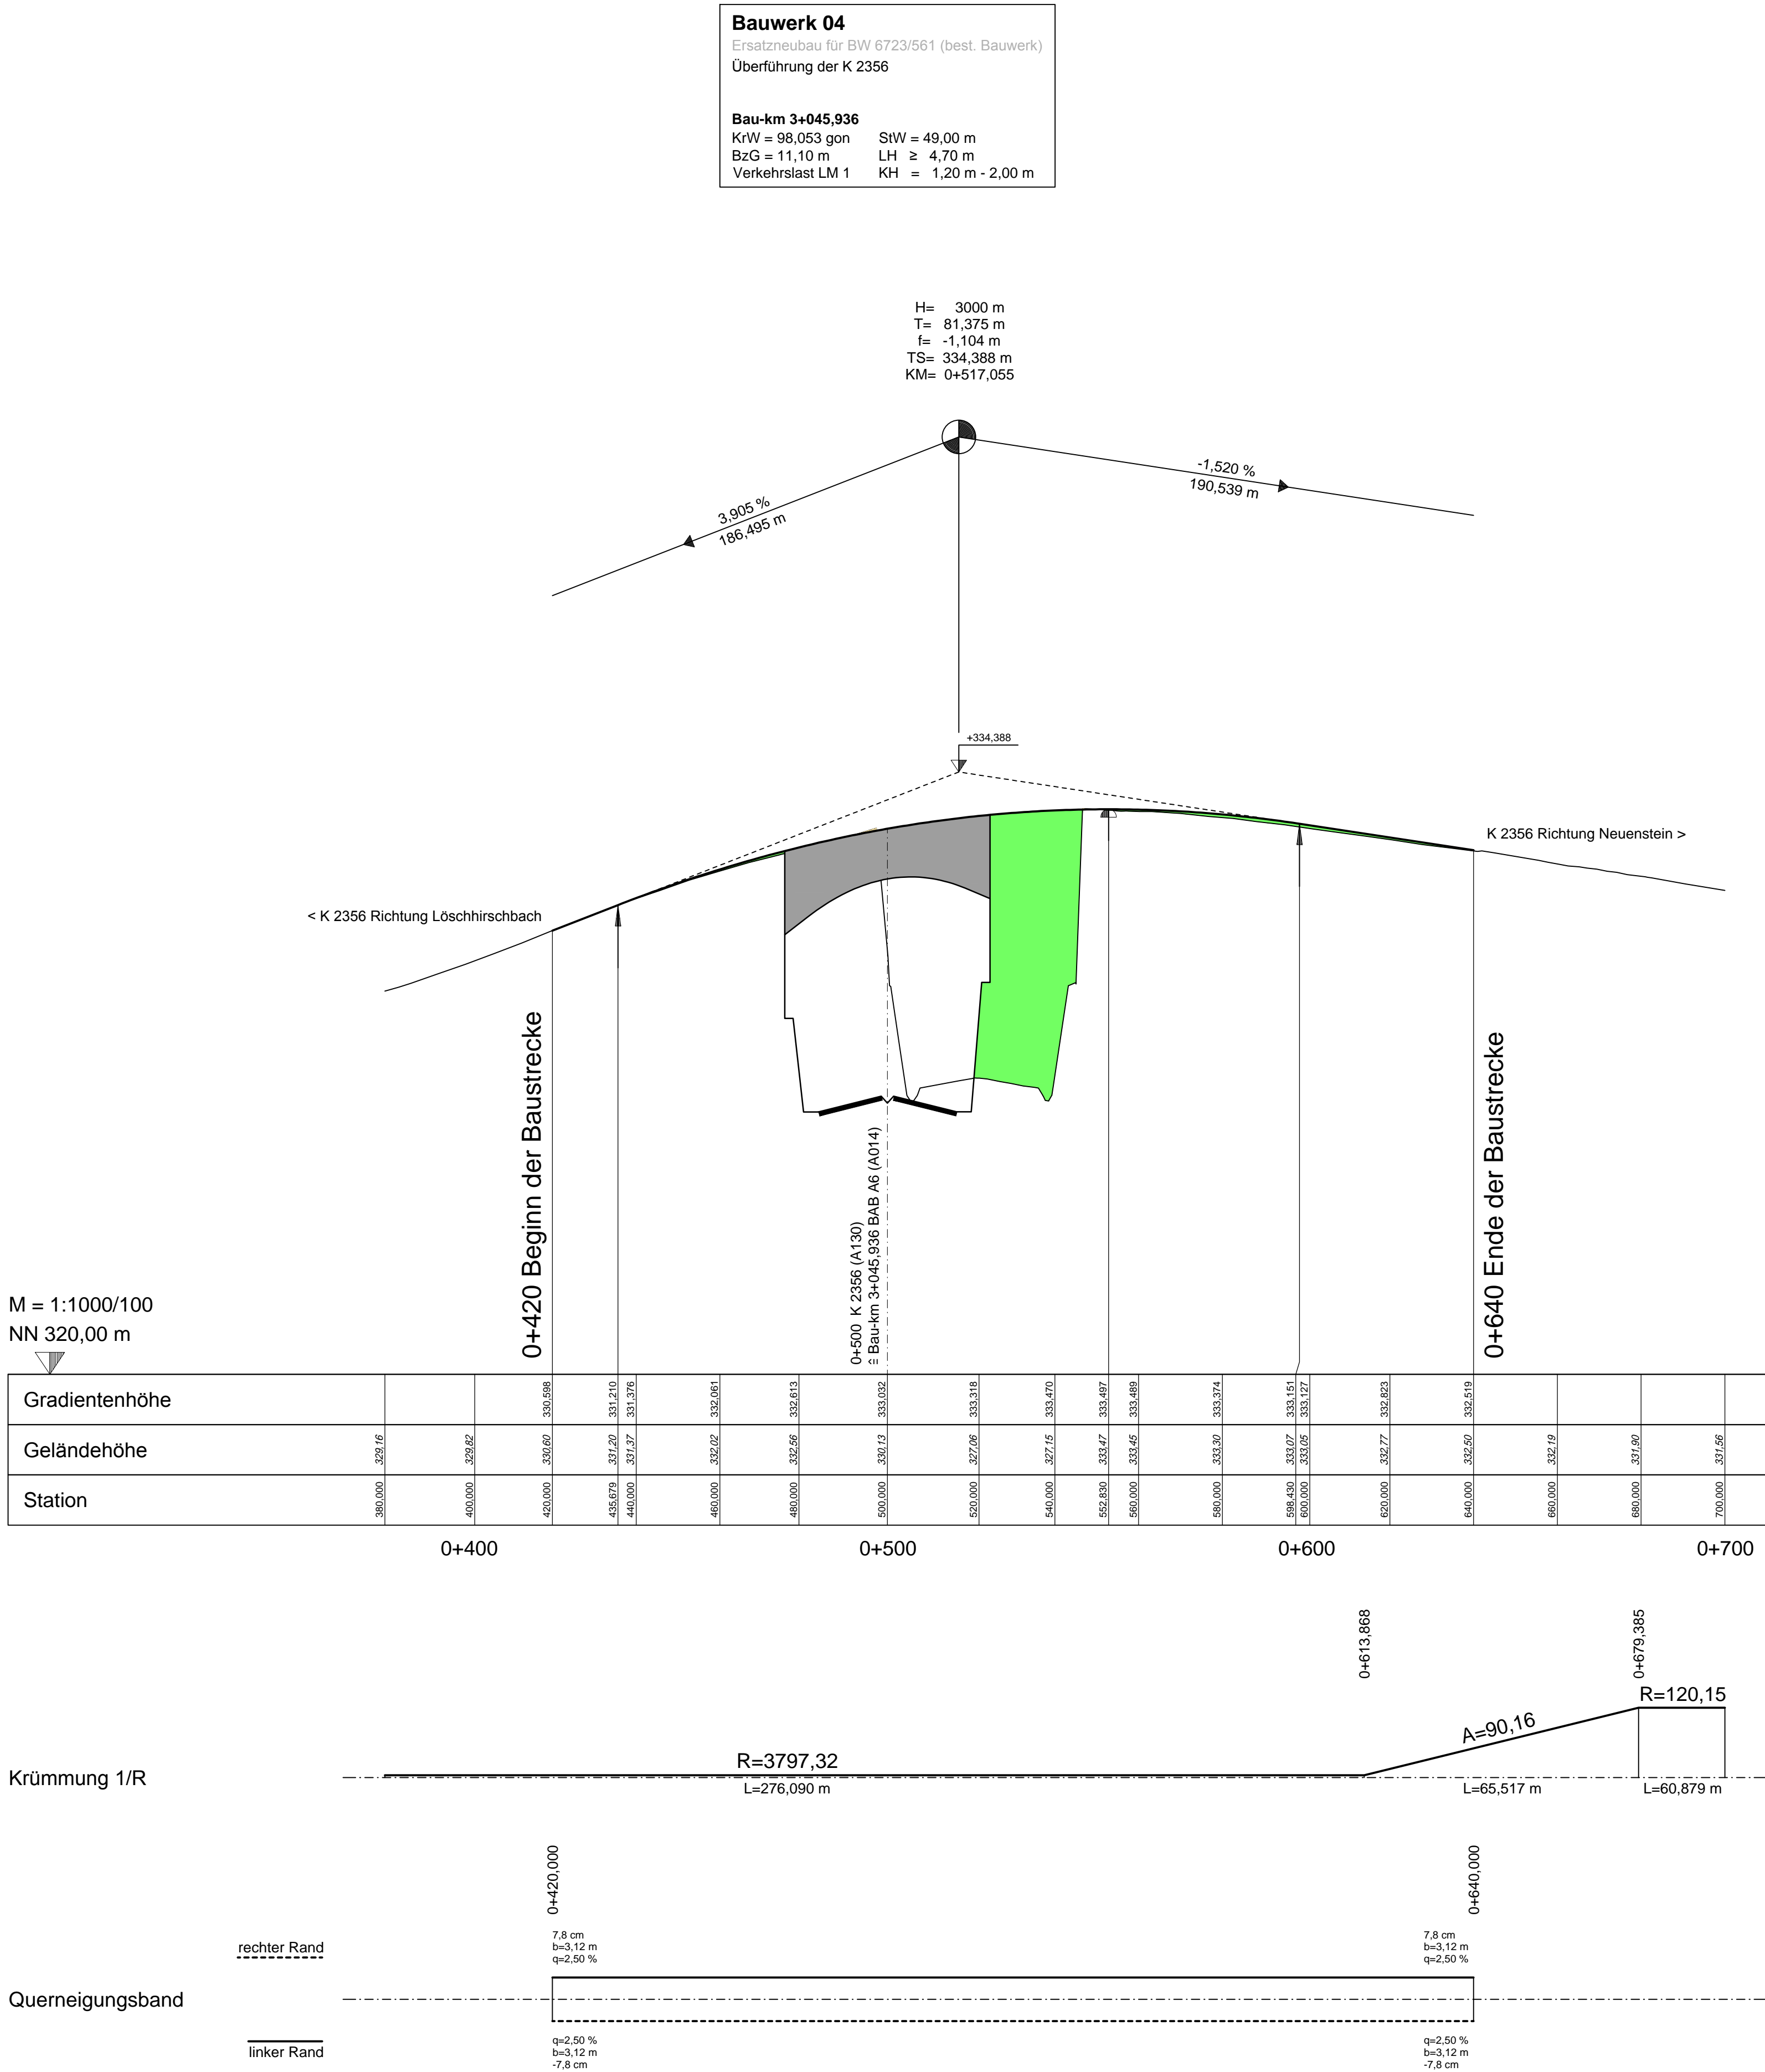 Bauwerk 04
Ersatzneubau für BW 6723/561 (best. Bauwerk)
Überführung der K 2356
Bau-km 3+045,936
KrW = 98,053 gon StW = 49,00 m
BzG = 11,10 m LH ≥ 4,70 m
Verkehrslast LM 1 KH = 1,20 m - 2,00 m
H= 3000 m
T= 81,375 m
f= -1,104 m
TS= 334,388 m
KM= 0+517,055
3,905 %
186,495 m
-1,520 %
190,539 m
+334,388
K 2356 Richtung Neuenstein >
< K 2356 Richtung Löschhirschbach
0+420 Beginn der Baustrecke
0+500 K 2356 (A130)
≙ Bau-km 3+045,936 BAB A6 (A014)
0+640 Ende der Baustrecke
M = 1:1000/100
NN 320,00 m
Gradientenhöhe 330,598 331,210 331,376 332,061 332,613 333,032 333,318 333,470 333,497 333,489 333,374 333,151 333,127 332,823 332,519
Geländehöhe 329,16 329,82 330,60 331,20 331,37 332,02 332,56 330,13 327,06 327,15 333,47 333,45 333,30 333,07 333,05 332,77 332,50 332,19 331,90 331,56
Station 380,000 400,000 420,000 435,679 440,000 460,000 480,000 500,000 520,000 540,000 552,830 560,000 580,000 598,430 600,000 620,000 640,000 660,000 680,000 700,000
0+400 0+500 0+600 0+700
0+613,868
0+679,385
R=120,15
A=90,16
R=3797,32
Krümmung 1/R
L=276,090 m
L=65,517 m
L=60,879 m
0+420,000
0+640,000
7,8 cm
b=3,12 m
q=2,50 %
7,8 cm
b=3,12 m
q=2,50 %
rechter Rand
Querneigungsband
linker Rand
q=2,50 %
b=3,12 m
-7,8 cm
q=2,50 %
b=3,12 m
-7,8 cm